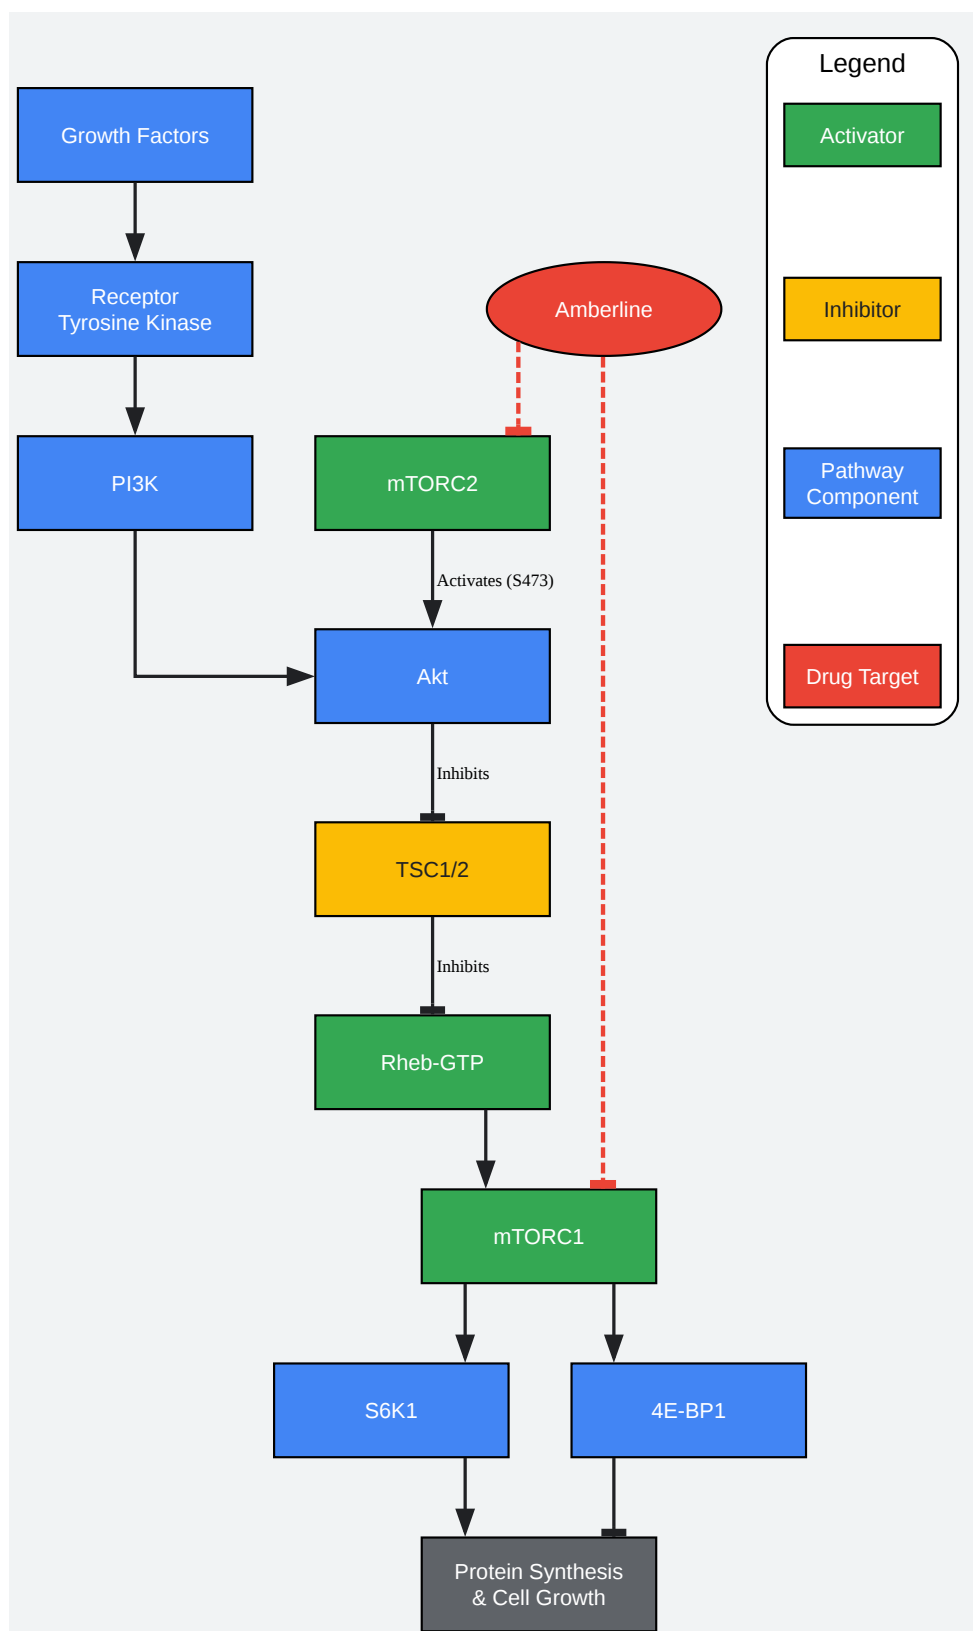 Legend
Growth Factors
Activator
Receptor
Tyrosine Kinase
Amberline
Inhibitor
PI3K
mTORC2
Pathway
Component
Activates (S473)
Akt
Drug Target
Inhibits
TSC1/2
Inhibits
Rheb-GTP
mTORC1
S6K1
4E-BP1
Protein Synthesis
& Cell Growth